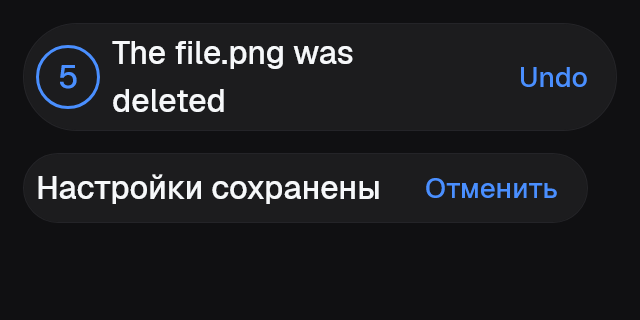 5
The file.png was
deleted
Undo
Настройки сохранены
Отменить